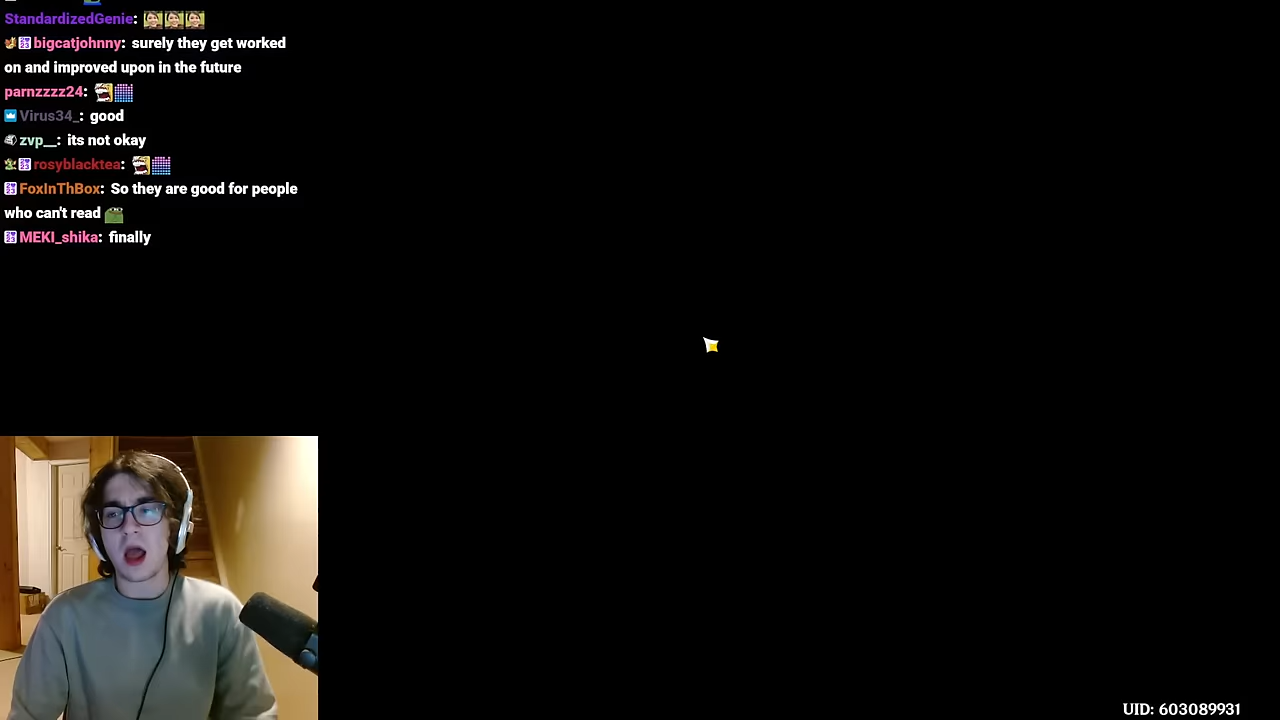 StandardizedGenie:
bigcatjohnny: surely they get worked
on and improved upon in the future
parnzzzz24:
Virus34_: good
zvp__: its not okay
rosyblacktea:
FoxInThBox: So they are good for people
who can't read
MEKI_shika: finally
UID: 603089931